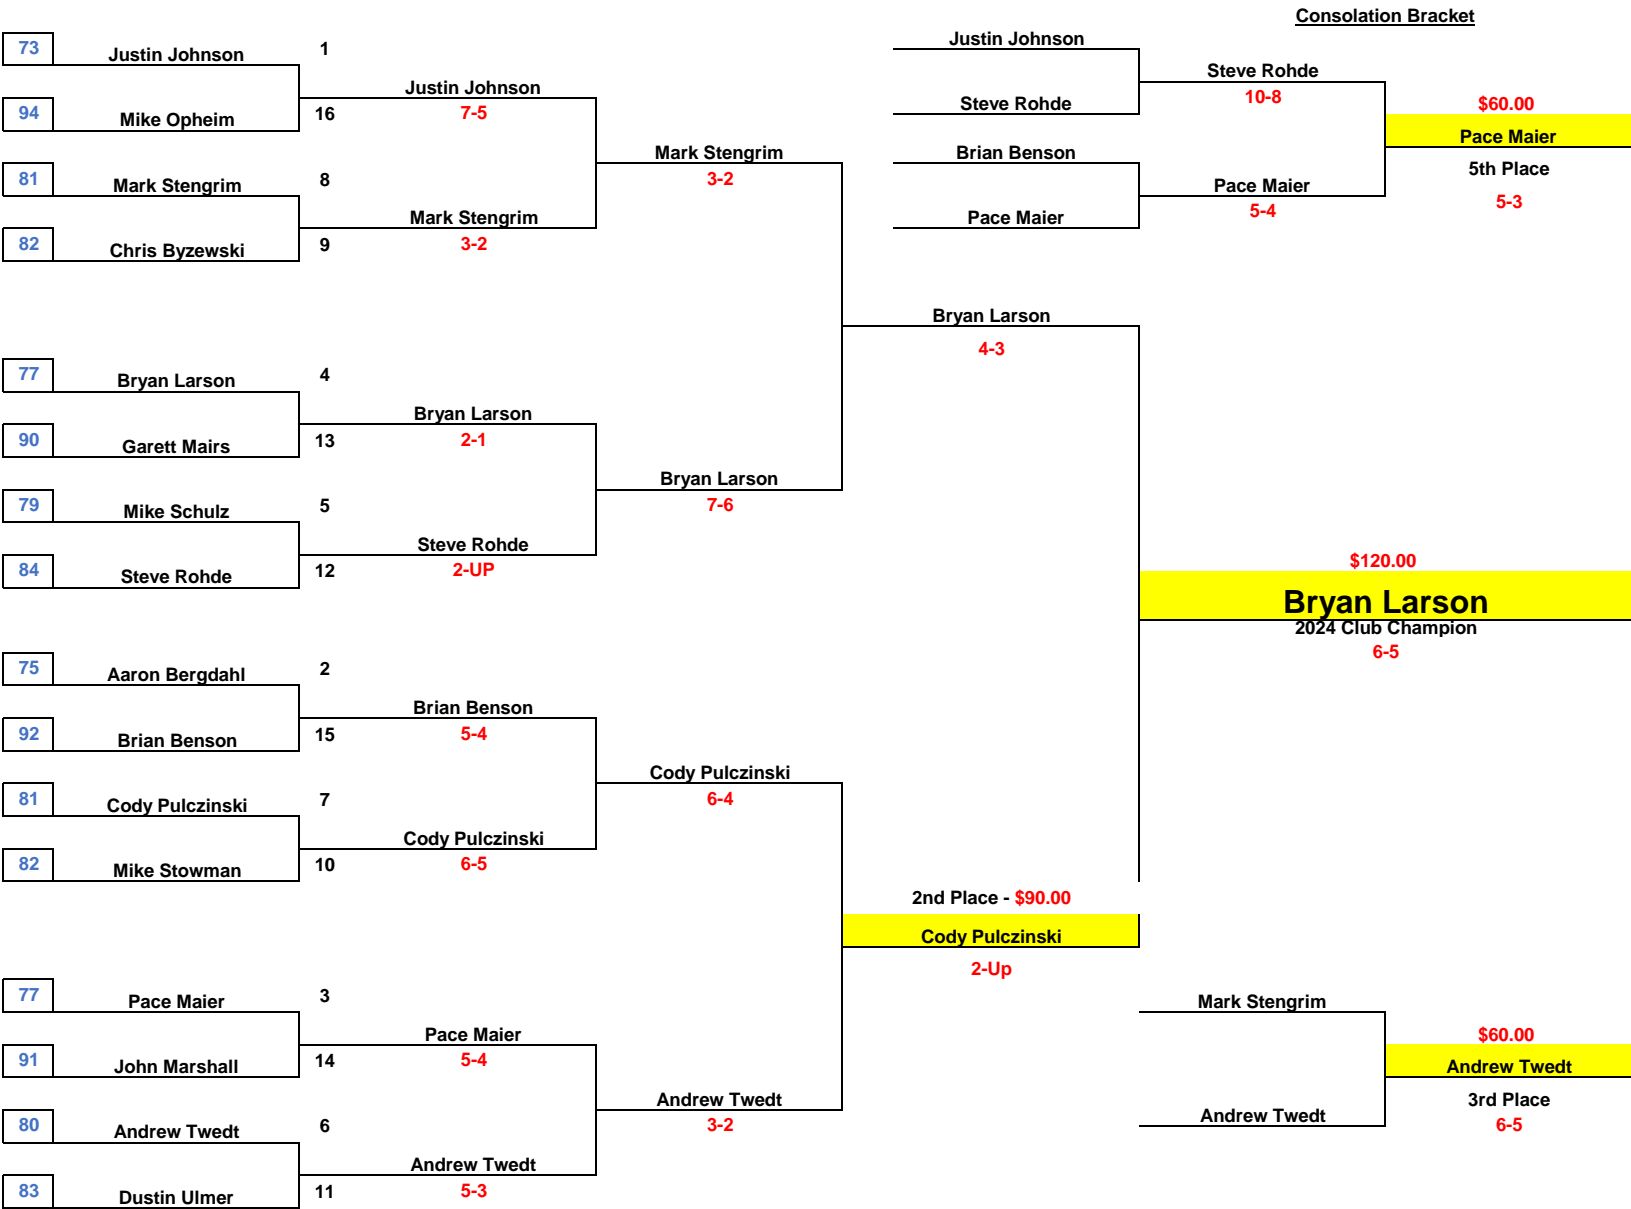 Consolation Bracket
73
Justin Johnson
1
Justin Johnson
7-5
94
Mike Opheim
16
Mark Stengrim
3-2
81
Mark Stengrim
8
Mark Stengrim
3-2
82
Chris Byzewski
9
Justin Johnson
Steve Rohde
10-8
Steve Rohde
$60.00
Pace Maier
5th Place
5-3
Brian Benson
Pace Maier
5-4
Pace Maier
Bryan Larson
4-3
77
Bryan Larson
4
Bryan Larson
2-1
90
Garett Mairs
13
Bryan Larson
7-6
79
Mike Schulz
5
Steve Rohde
2-UP
84
Steve Rohde
12
$120.00
Bryan Larson
2024 Club Champion
6-5
75
Aaron Bergdahl
2
Brian Benson
5-4
92
Brian Benson
15
Cody Pulczinski
6-4
81
Cody Pulczinski
7
Cody Pulczinski
6-5
82
Mike Stowman
10
2nd Place - $90.00
Cody Pulczinski
2-Up
77
Pace Maier
3
Pace Maier
5-4
91
John Marshall
14
Andrew Twedt
3-2
80
Andrew Twedt
6
Andrew Twedt
5-3
83
Dustin Ulmer
11
Mark Stengrim
$60.00
Andrew Twedt
3rd Place
6-5
Andrew Twedt